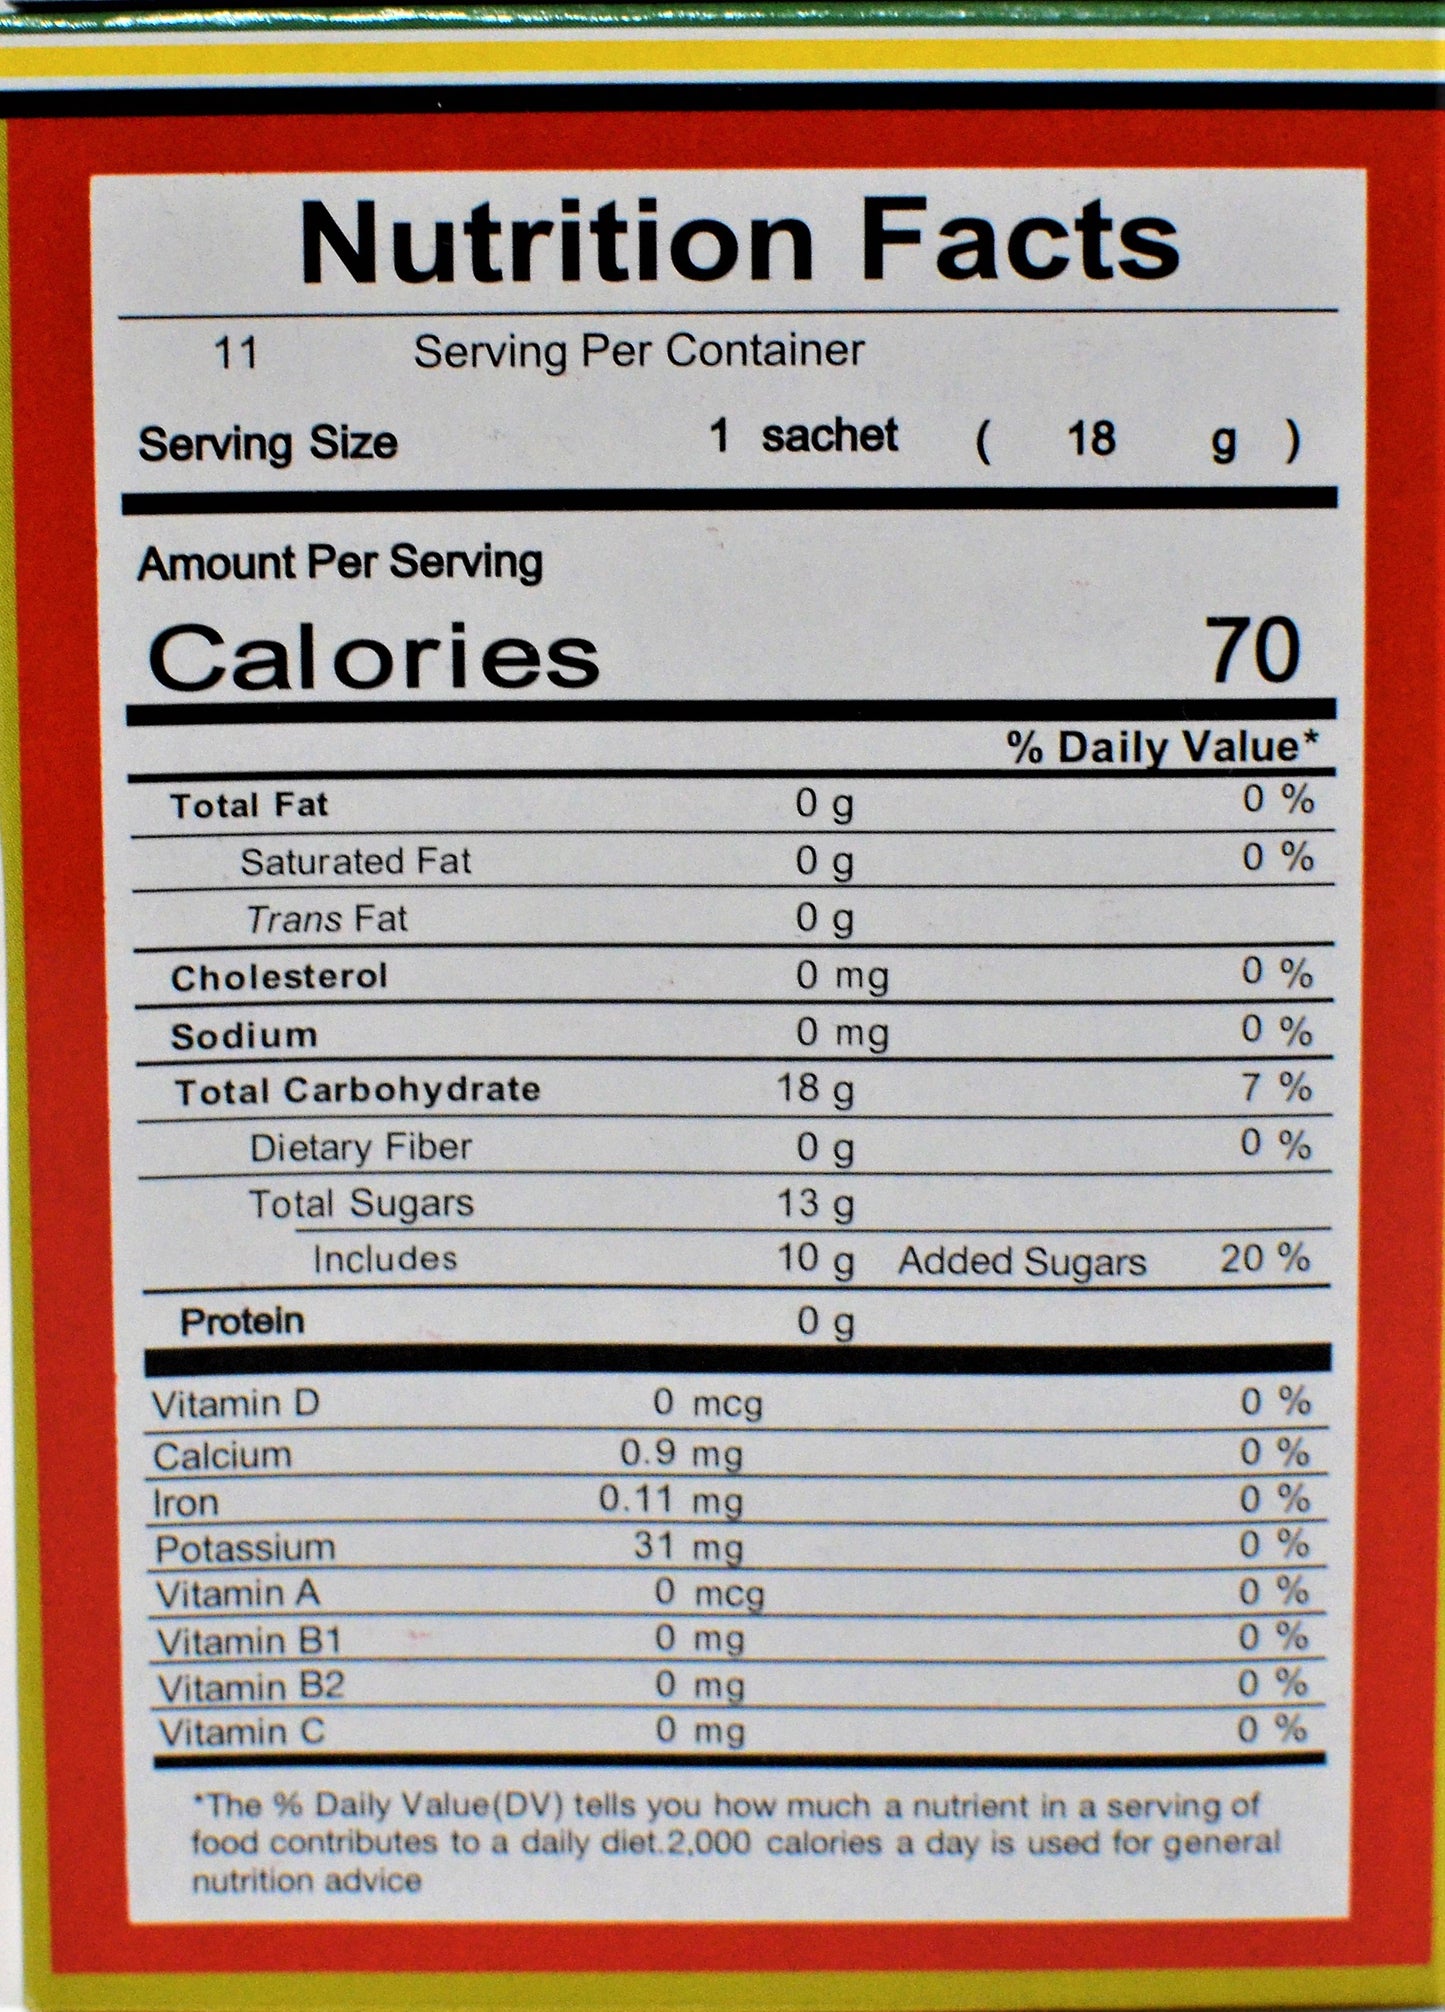 Nutrition Facts
11 Serving Per Container
Serving Size 1 sachet ( 18 g )
Amount Per Serving
Calories 70
% Daily Value*
Total Fat 0 g 0 %
Saturated Fat 0 g 0 %
Trans Fat 0 g
Cholesterol 0 mg 0 %
Sodium 0 mg 0 %
Total Carbohydrate 18 g 7 %
Dietary Fiber 0 g 0 %
Total Sugars 13 g
Includes 10 g Added Sugars 20 %
Protein 0 g
Vitamin D 0 mcg 0 %
Calcium 0.9 mg 0 %
Iron 0.11 mg 0 %
Potassium 31 mg 0 %
Vitamin A 0 mcg 0 %
Vitamin B1 0 mg 0 %
Vitamin B2 0 mg 0 %
Vitamin C 0 mg 0 %
*The % Daily Value(DV) tells you how much a nutrient in a serving of
food contributes to a daily diet.2,000 calories a day is used for general
nutrition advice